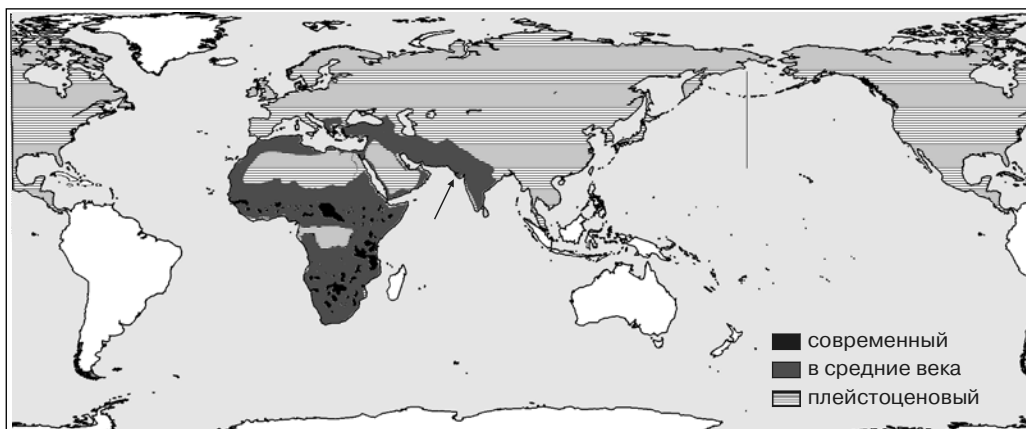 современный
в средние века
плейстоценовый